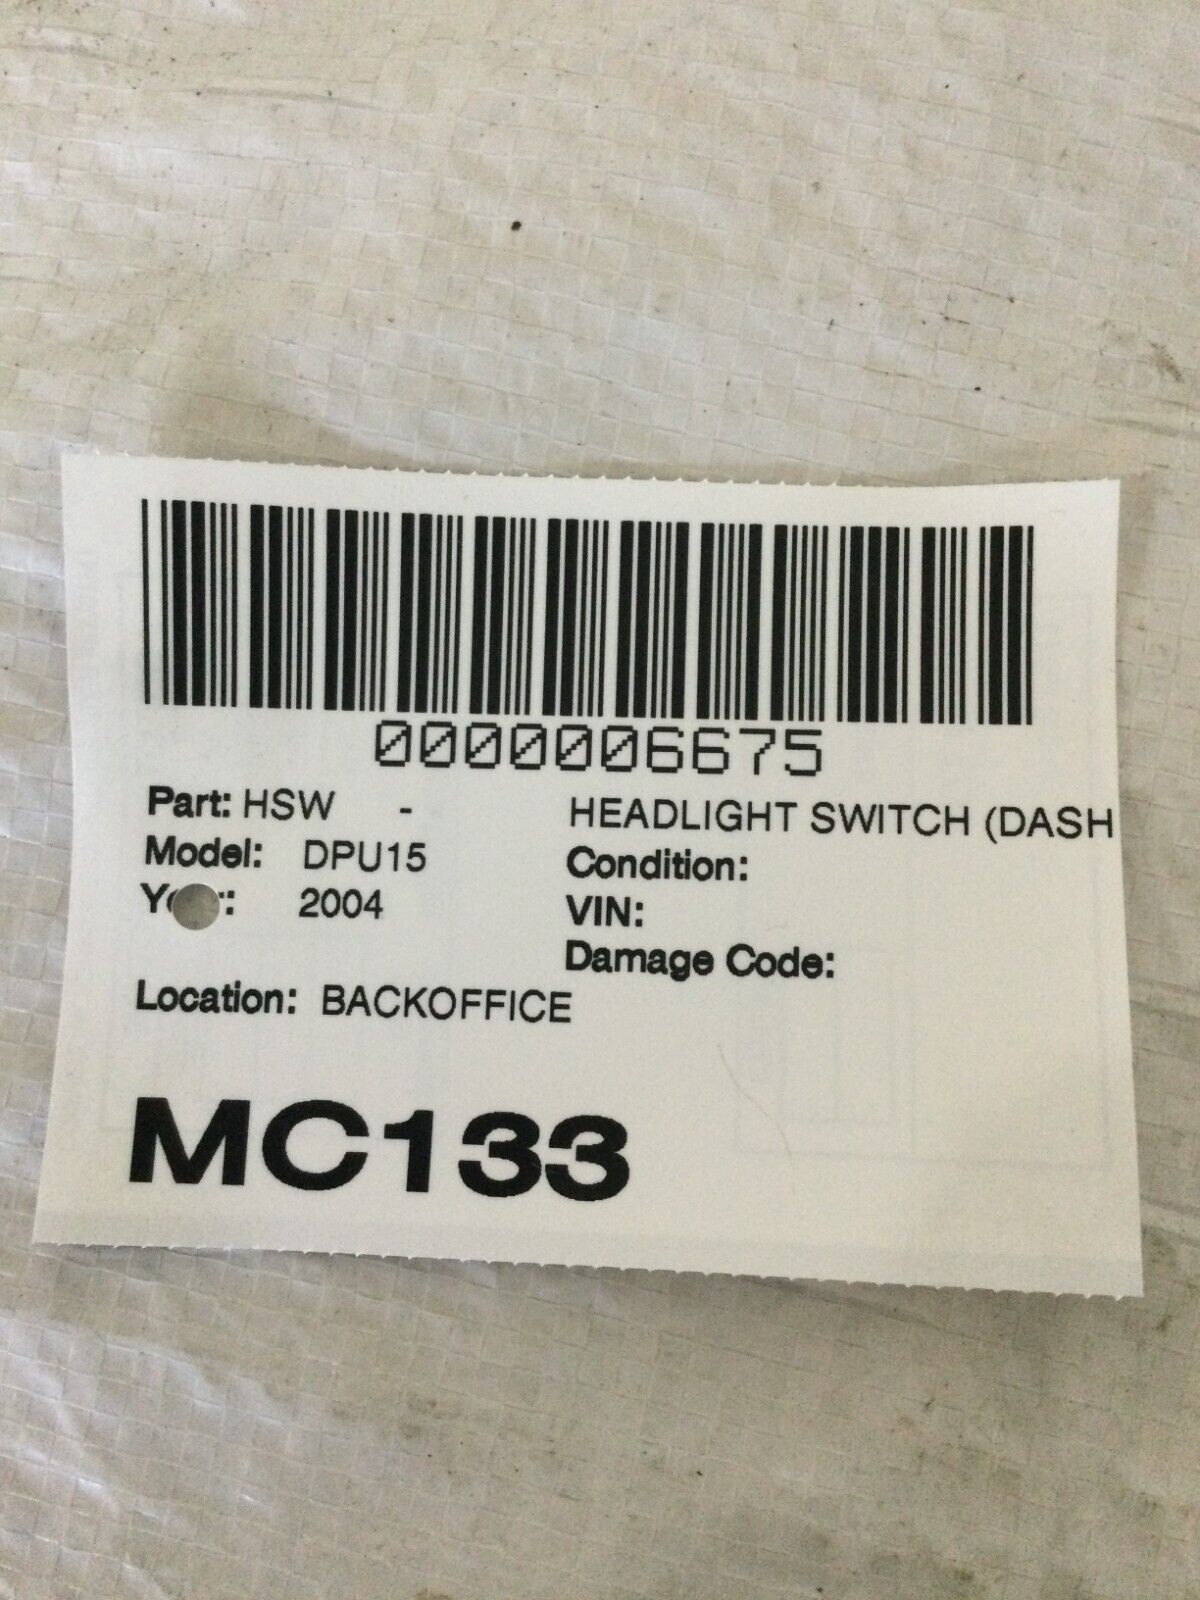 0000006675
Part: HSW - HEADLIGHT SWITCH (DASH
Model: DPU15 Condition:
2004 VIN:
Damage Code:
Location: BACKOFFICE
MC133